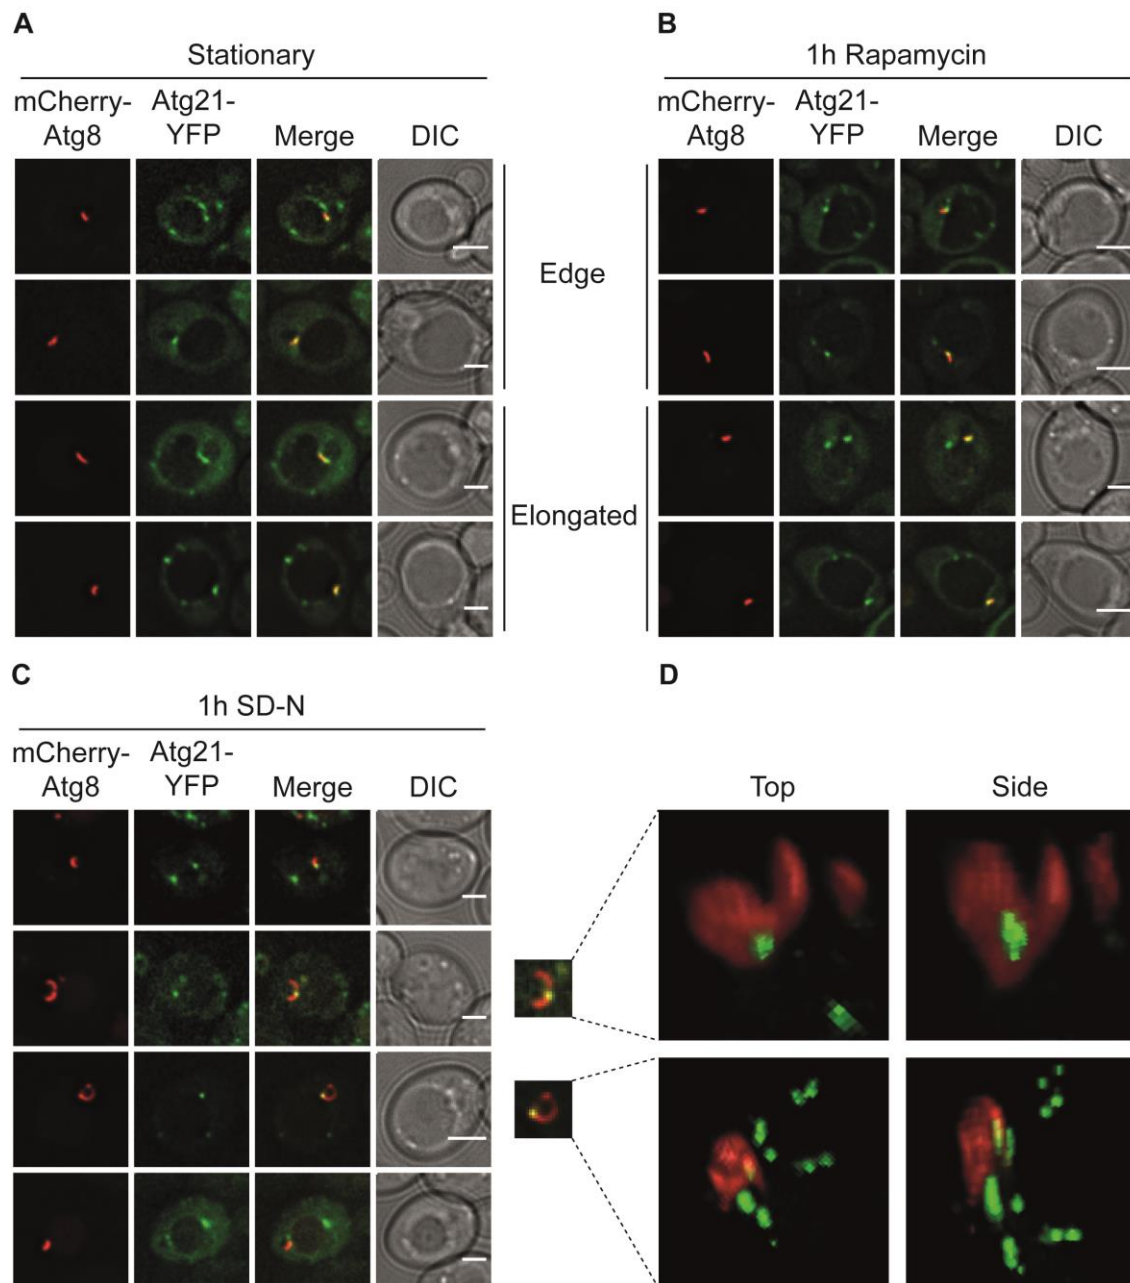 A
Stationary
mCherry-
Atg8
Atg21-
YFP
Merge
DIC
B
1h Rapamycin
mCherry-
Atg8
Atg21-
YFP
Merge
DIC
Edge
Elongated
C
1h SD-N
mCherry-
Atg8
Atg21-
YFP
Merge
DIC
D
Top
Side